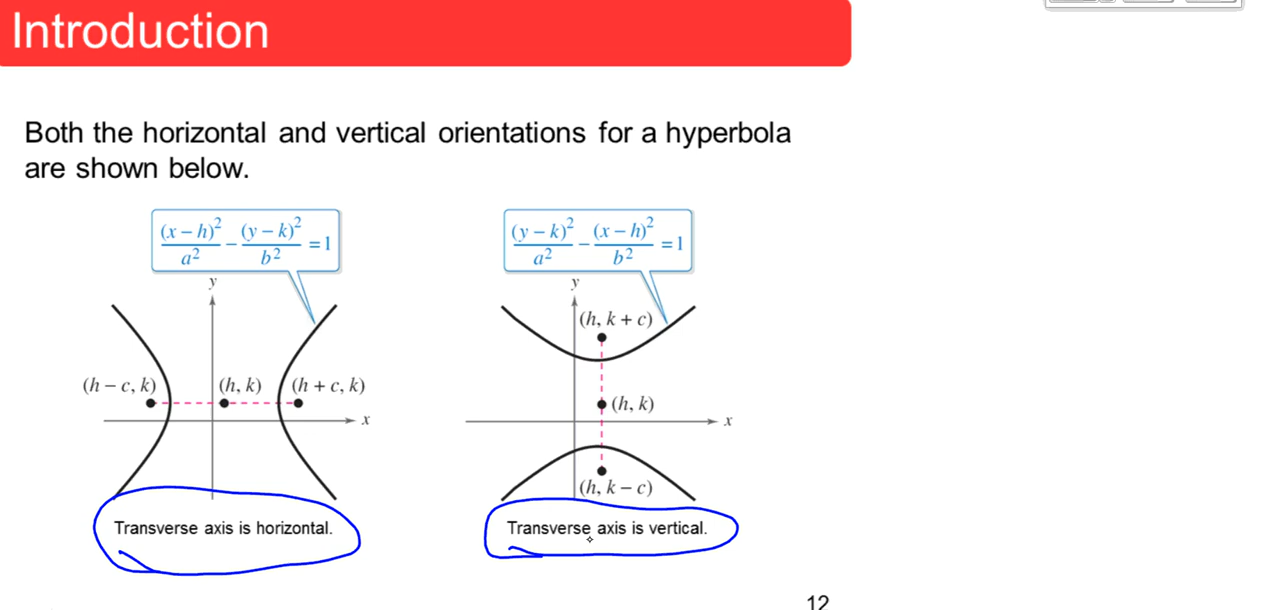 Introduction
Both the horizontal and vertical orientations for a hyperbola
are shown below.
(x − h)²/a² − (y − k)²/b² = 1
y
(h − c, k)
(h, k)
(h + c, k)
x
Transverse axis is horizontal.
(y − k)²/a² − (x − h)²/b² = 1
y
(h, k + c)
(h, k)
x
(h, k − c)
Transverse axis is vertical.
12